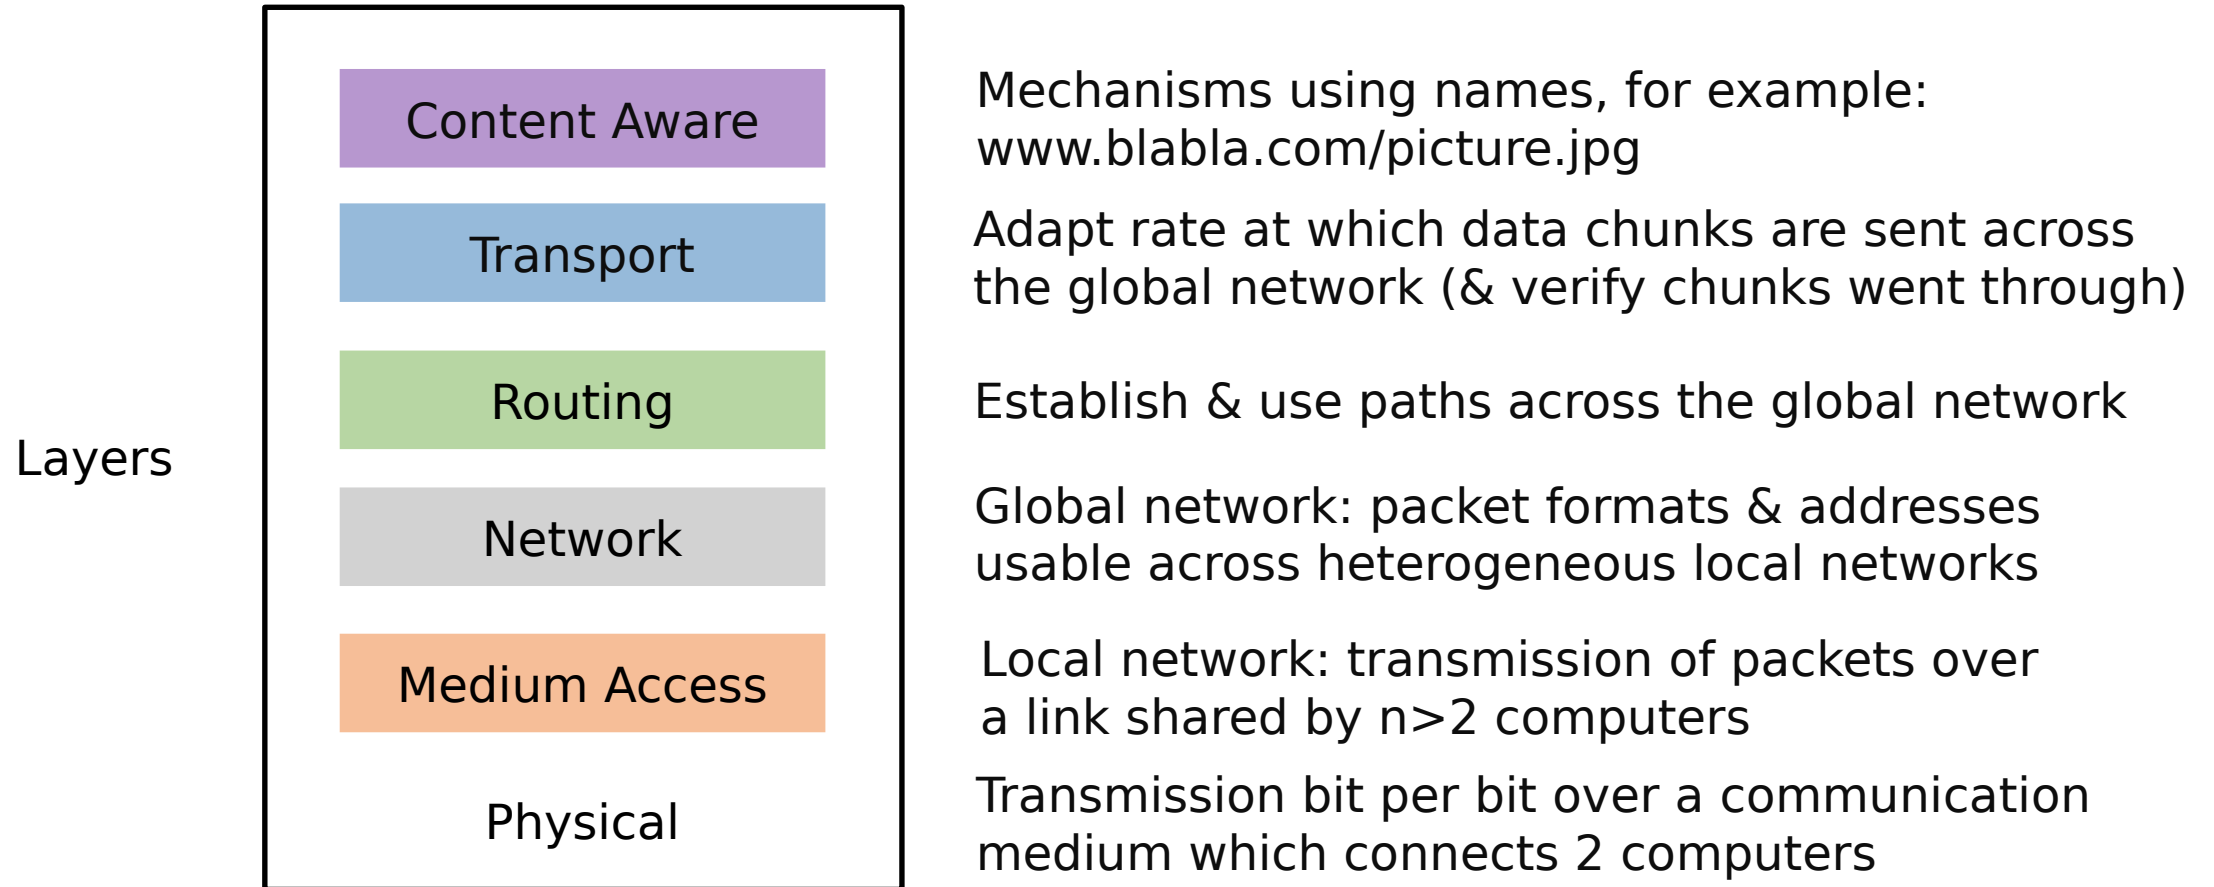 Content Aware
Mechanisms using names, for example:
www.blabla.com/picture.jpg
Transport
Adapt rate at which data chunks are sent across
the global network (& verify chunks went through)
Routing
Establish & use paths across the global network
Layers
Network
Global network: packet formats & addresses
usable across heterogeneous local networks
Medium Access
Local network: transmission of packets over
a link shared by n>2 computers
Physical
Transmission bit per bit over a communication
medium which connects 2 computers